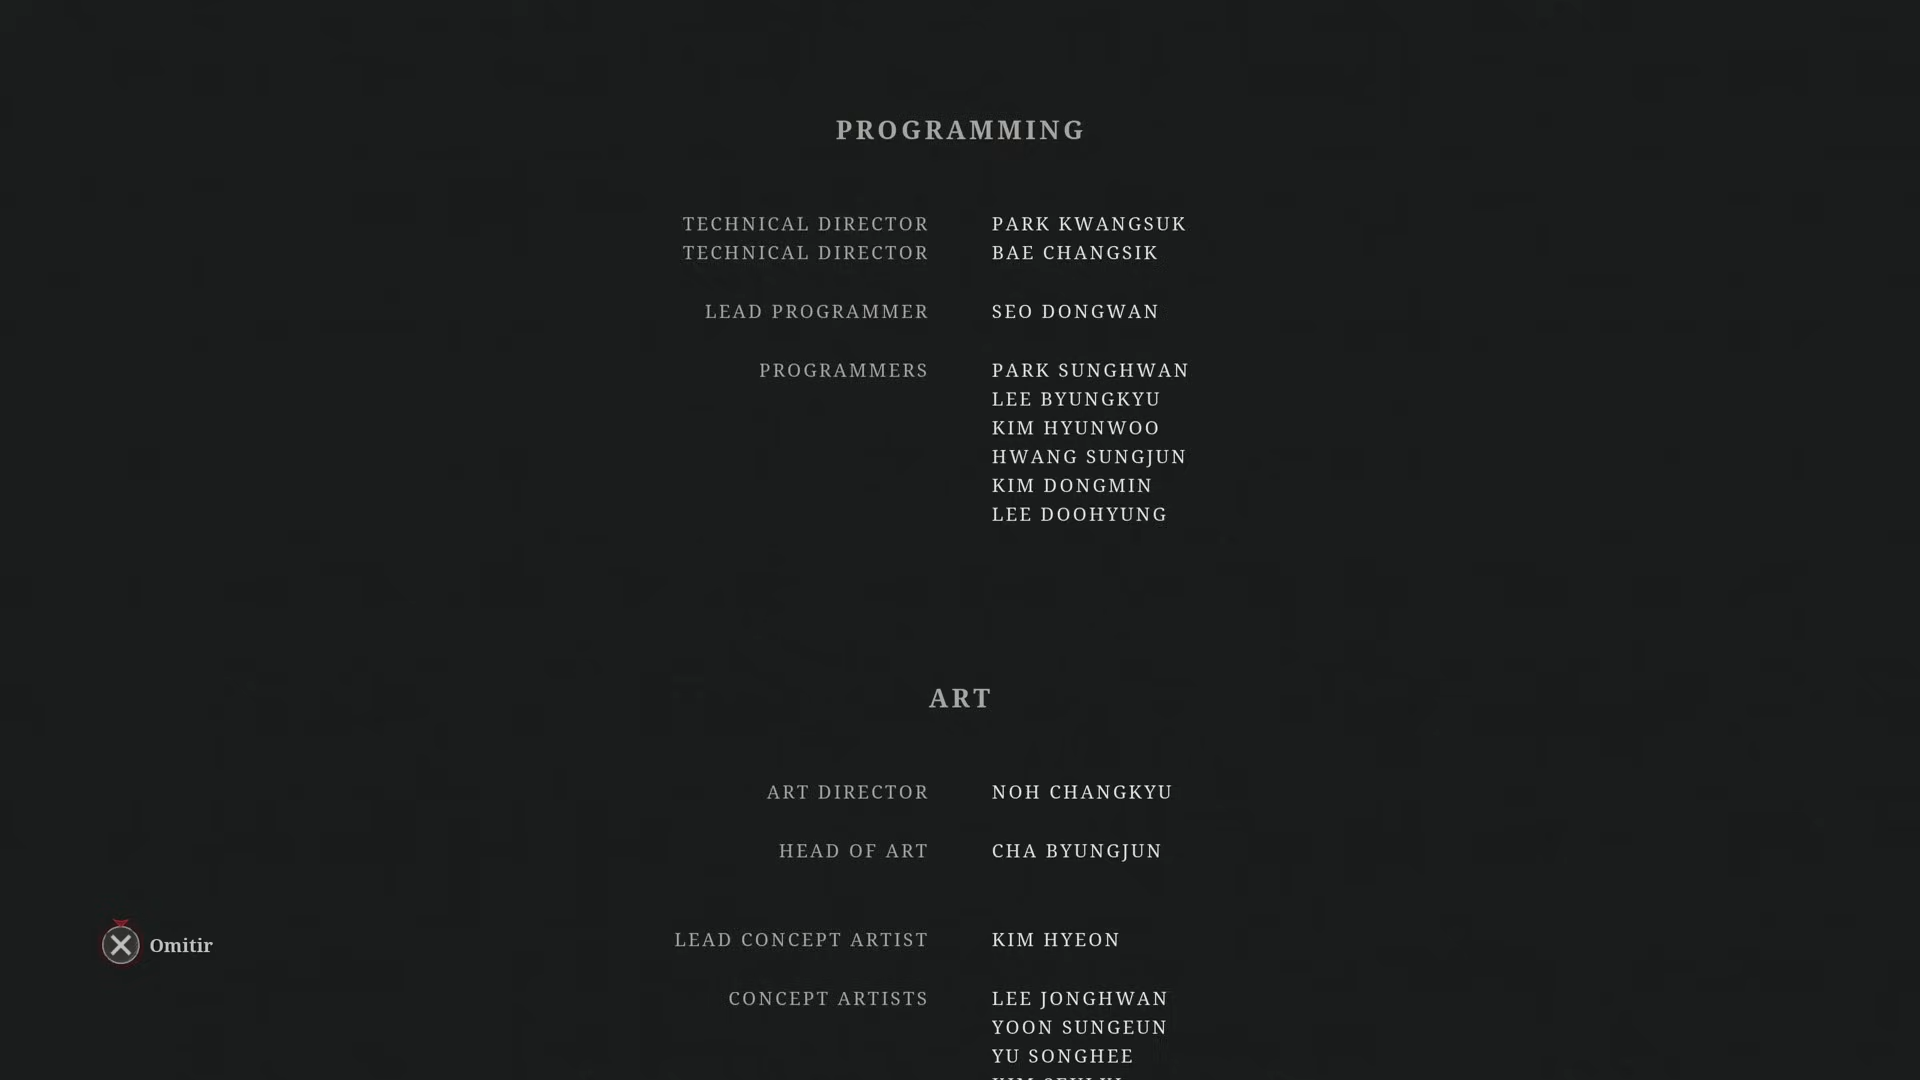 PROGRAMMING
TECHNICAL DIRECTOR PARK KWANGSUK
TECHNICAL DIRECTOR BAE CHANGSIK
LEAD PROGRAMMER SEO DONGWAN
PROGRAMMERS PARK SUNGHWAN
LEE BYUNGKYU
KIM HYUNWOO
HWANG SUNGJUN
KIM DONGMIN
LEE DOOHYUNG
ART
ART DIRECTOR NOH CHANGKYU
HEAD OF ART CHA BYUNGJUN
LEAD CONCEPT ARTIST KIM HYEON
Omitir
CONCEPT ARTISTS LEE JONGHWAN
YOON SUNGEUN
YU SONGHEE